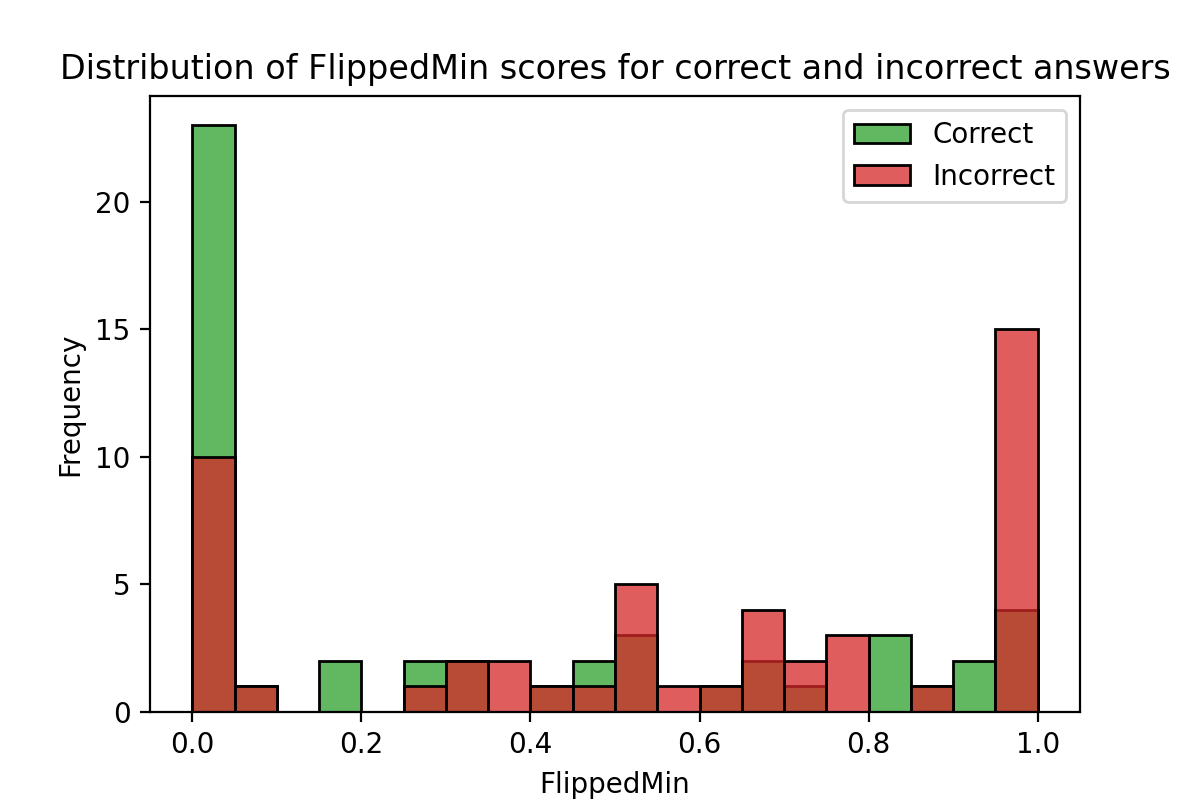 Distribution of FlippedMin scores for correct and incorrect answers
Correct
Incorrect
Frequency
20
15
10
5
0
0.0 0.2 0.4 0.6 0.8 1.0
FlippedMin